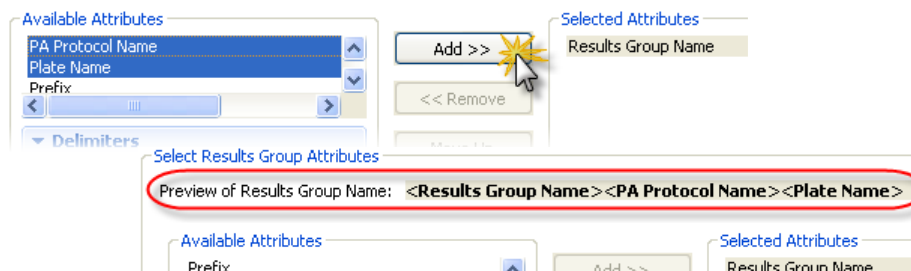 Available Attributes
Selected Attributes
PA Protocol Name
Add >>
Results Group Name
Plate Name
Prefix
<< Remove
Delimiters
Move Up
Select Results Group Attributes
Preview of Results Group Name: <Results Group Name><PA Protocol Name><Plate Name>
Available Attributes
Selected Attributes
Prefix
Add >>
Results Group Name